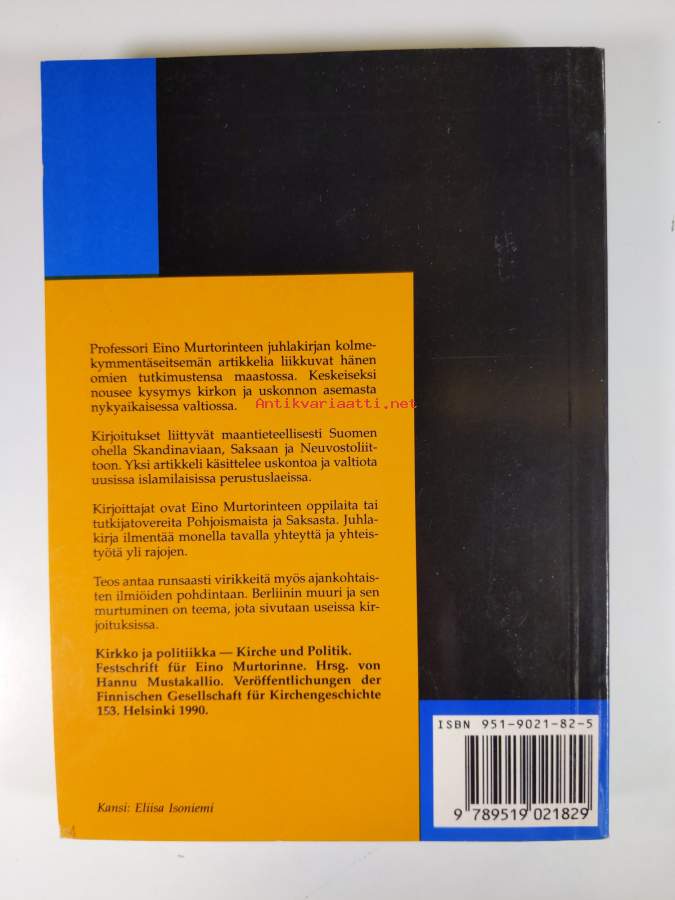 Professori Eino Murtorinteen juhlakirjan kolme-
kymmentäseitsemän artikkelia liikkuvat hänen
omien tutkimustensa maastossa. Keskeiseksi
nousee kysymys kirkon ja uskonnon asemasta
nykyaikaisessa valtiossa.
Antikvariaatti.net
Kirjoitukset liittyvät maantieteellisesti Suomen
ohella Skandinaviaan, Saksaan ja Neuvostoliit-
toon. Yksi artikkeli käsittelee uskontoa ja valtiota
uusissa islamilaisissa perustuslaeissa.
Kirjoittajat ovat Eino Murtorinteen oppilaita tai
tutkijatovereita Pohjoismaista ja Saksasta. Juhla-
kirja ilmentää monella tavalla yhteyttä ja yhteis-
työtä yli rajojen.
Teos antaa runsaasti virikkeitä myös ajankohtais-
ten ilmiöiden pohdintaan. Berliinin muuri ja sen
murtuminen on teema, jota sivutaan useissa kir-
joituksissa.
Kirkko ja politiikka — Kirche und Politik.
Festschrift für Eino Murtorinne. Hrsg. von
Hannu Mustakallio. Veröffentlichungen der
Finnischen Gesellschaft für Kirchengeschichte
153. Helsinki 1990.
Kansi: Eliisa Isoniemi
ISBN 951-9021-82-5
9 789519 021829